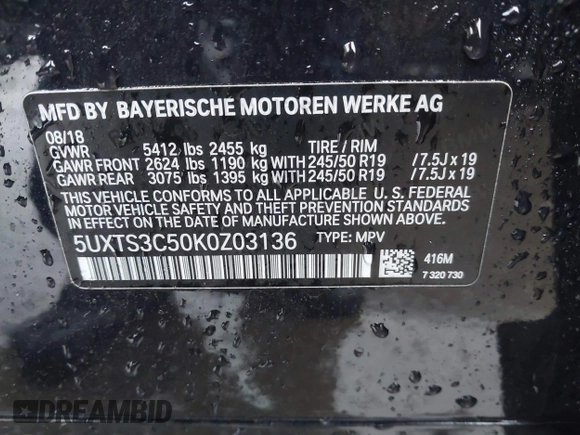 MFD BY BAYERISCHE MOTOREN WERKE AG
08/18
GVWR 5412 lbs 2455 kg TIRE / RIM
GAWR FRONT 2624 lbs 1190 kg WITH 245/50 R19 / 7.5J x 19
GAWR REAR 3075 lbs 1395 kg WITH 245/50 R19 / 7.5J x 19
THIS VEHICLE CONFORMS TO ALL APPLICABLE U. S. FEDERAL
MOTOR VEHICLE SAFETY AND THEFT PREVENTION STANDARDS
IN EFFECT ON THE DATE OF MANUFACTURE SHOWN ABOVE.
5UXTS3C50K0Z03136 TYPE: MPV
416M
7 320 730
DREAMBID